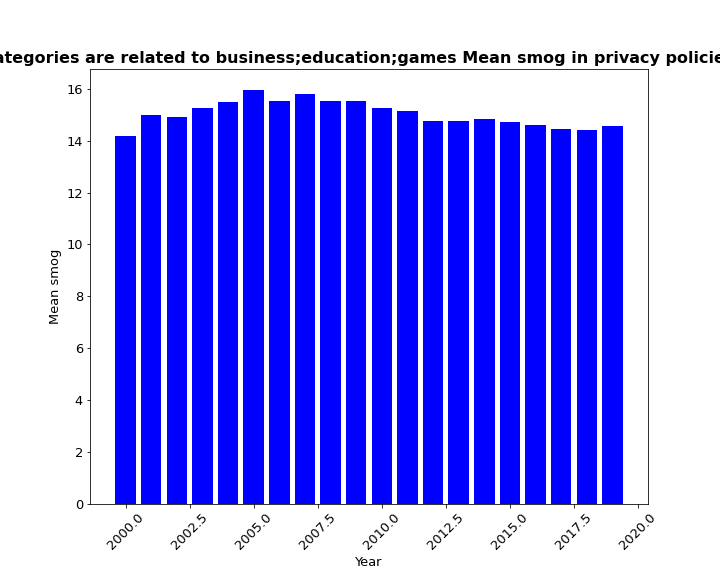 ategories are related to business;education;games Mean smog in privacy policie
16
14
12
10
8
6
4
2
0
Mean smog
2000.0 2002.5 2005.0 2007.5 2010.0 2012.5 2015.0 2017.5 2020.0
Year